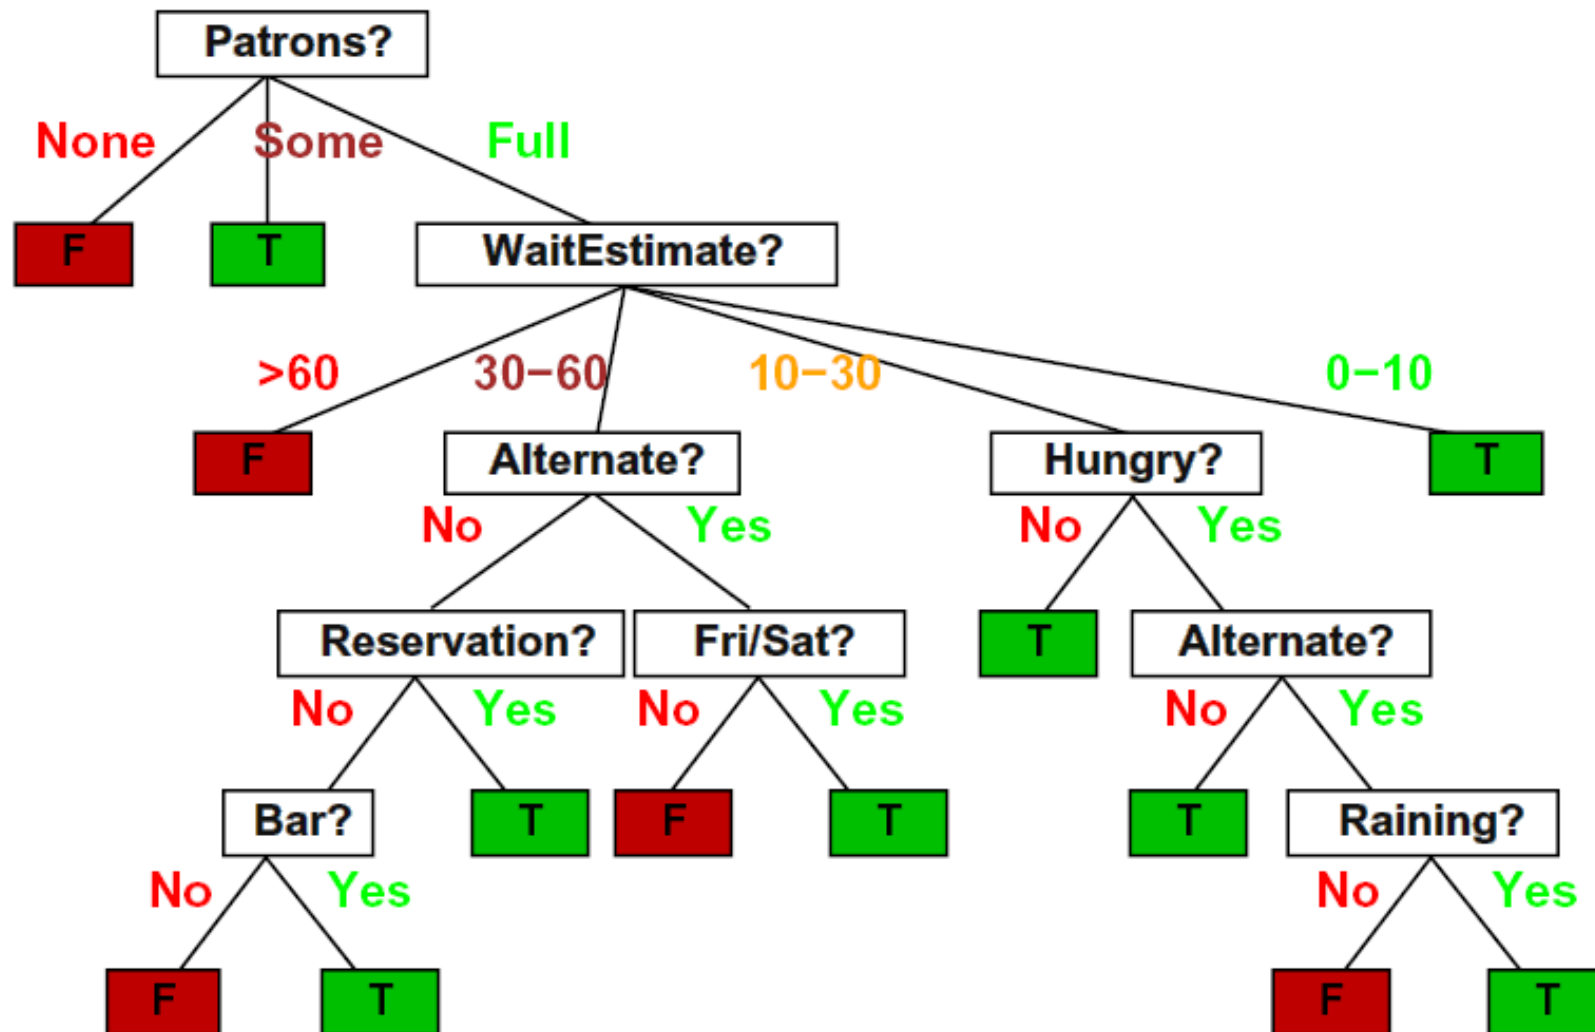 Patrons?
None Some Full
F T WaitEstimate?
>60 30−60 10−30 0−10
F Alternate? Hungry? T
No Yes No Yes
Reservation? Fri/Sat? T Alternate?
No Yes No Yes No Yes
Bar? T F T T Raining?
No Yes No Yes
F T F T